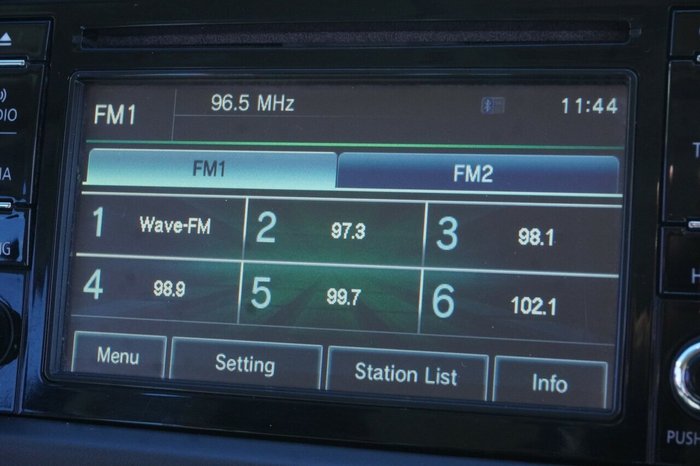 FM1
96.5 MHz
11:44
FM1
FM2
1 Wave-FM
2 97.3
3 98.1
4 98.9
5 99.7
6 102.1
Menu
Setting
Station List
Info
PUSH